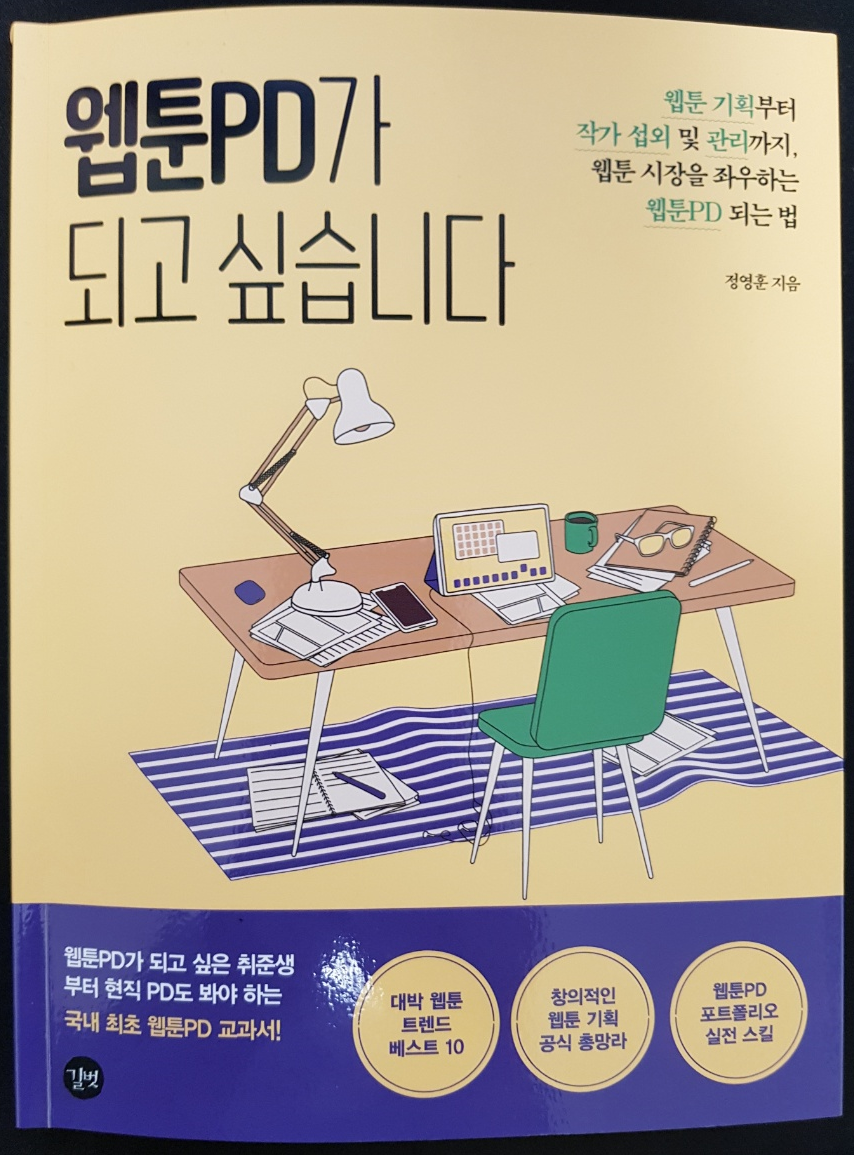 웹툰PD가
되고 싶습니다
웹툰 기획부터
작가 섭외 및 관리까지,
웹툰 시장을 좌우하는
웹툰PD 되는 법
정영훈 지음
웹툰PD가 되고 싶은 취준생
부터 현직 PD도 봐야 하는
국내 최초 웹툰PD 교과서!
대박 웹툰
트렌드
베스트 10
창의적인
웹툰 기획
공식 총망라
웹툰PD
포트폴리오
실전 스킬
길벗